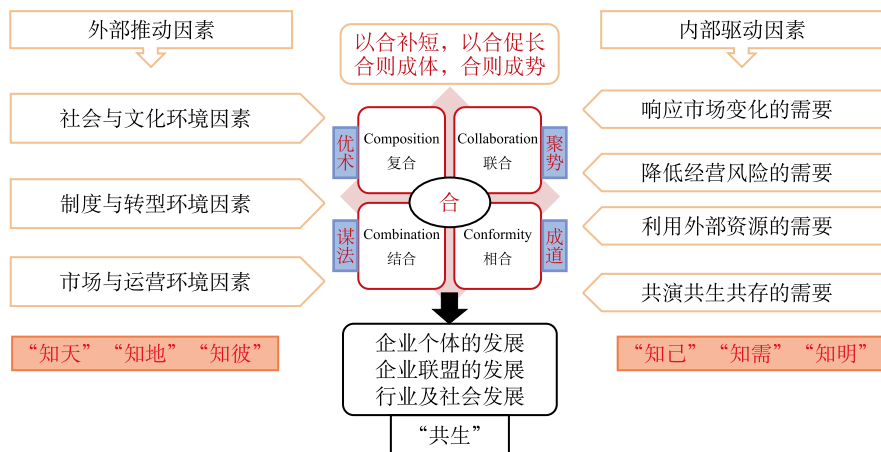 外部推动因素
社会与文化环境因素
制度与转型环境因素
市场与运营环境因素
“知天” “知地” “知彼”
以合补短，以合促长
合则成体，合则成势
优术
Composition
复合
Collaboration
联合
聚势
合
谋法
Combination
结合
Conformity
相合
成道
企业个体的发展
企业联盟的发展
行业及社会发展
“共生”
内部驱动因素
响应市场变化的需要
降低经营风险的需要
利用外部资源的需要
共演共生共存的需要
“知己” “知需” “知明”